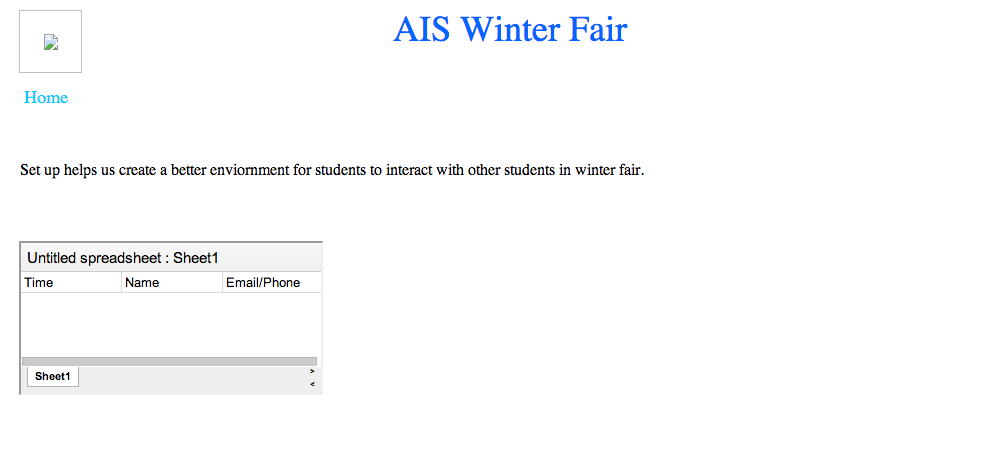 AIS Winter Fair
Home
Set up helps us create a better enviornment for students to interact with other students in winter fair.
Untitled spreadsheet : Sheet1
Time Name Email/Phone
Sheet1
>
<